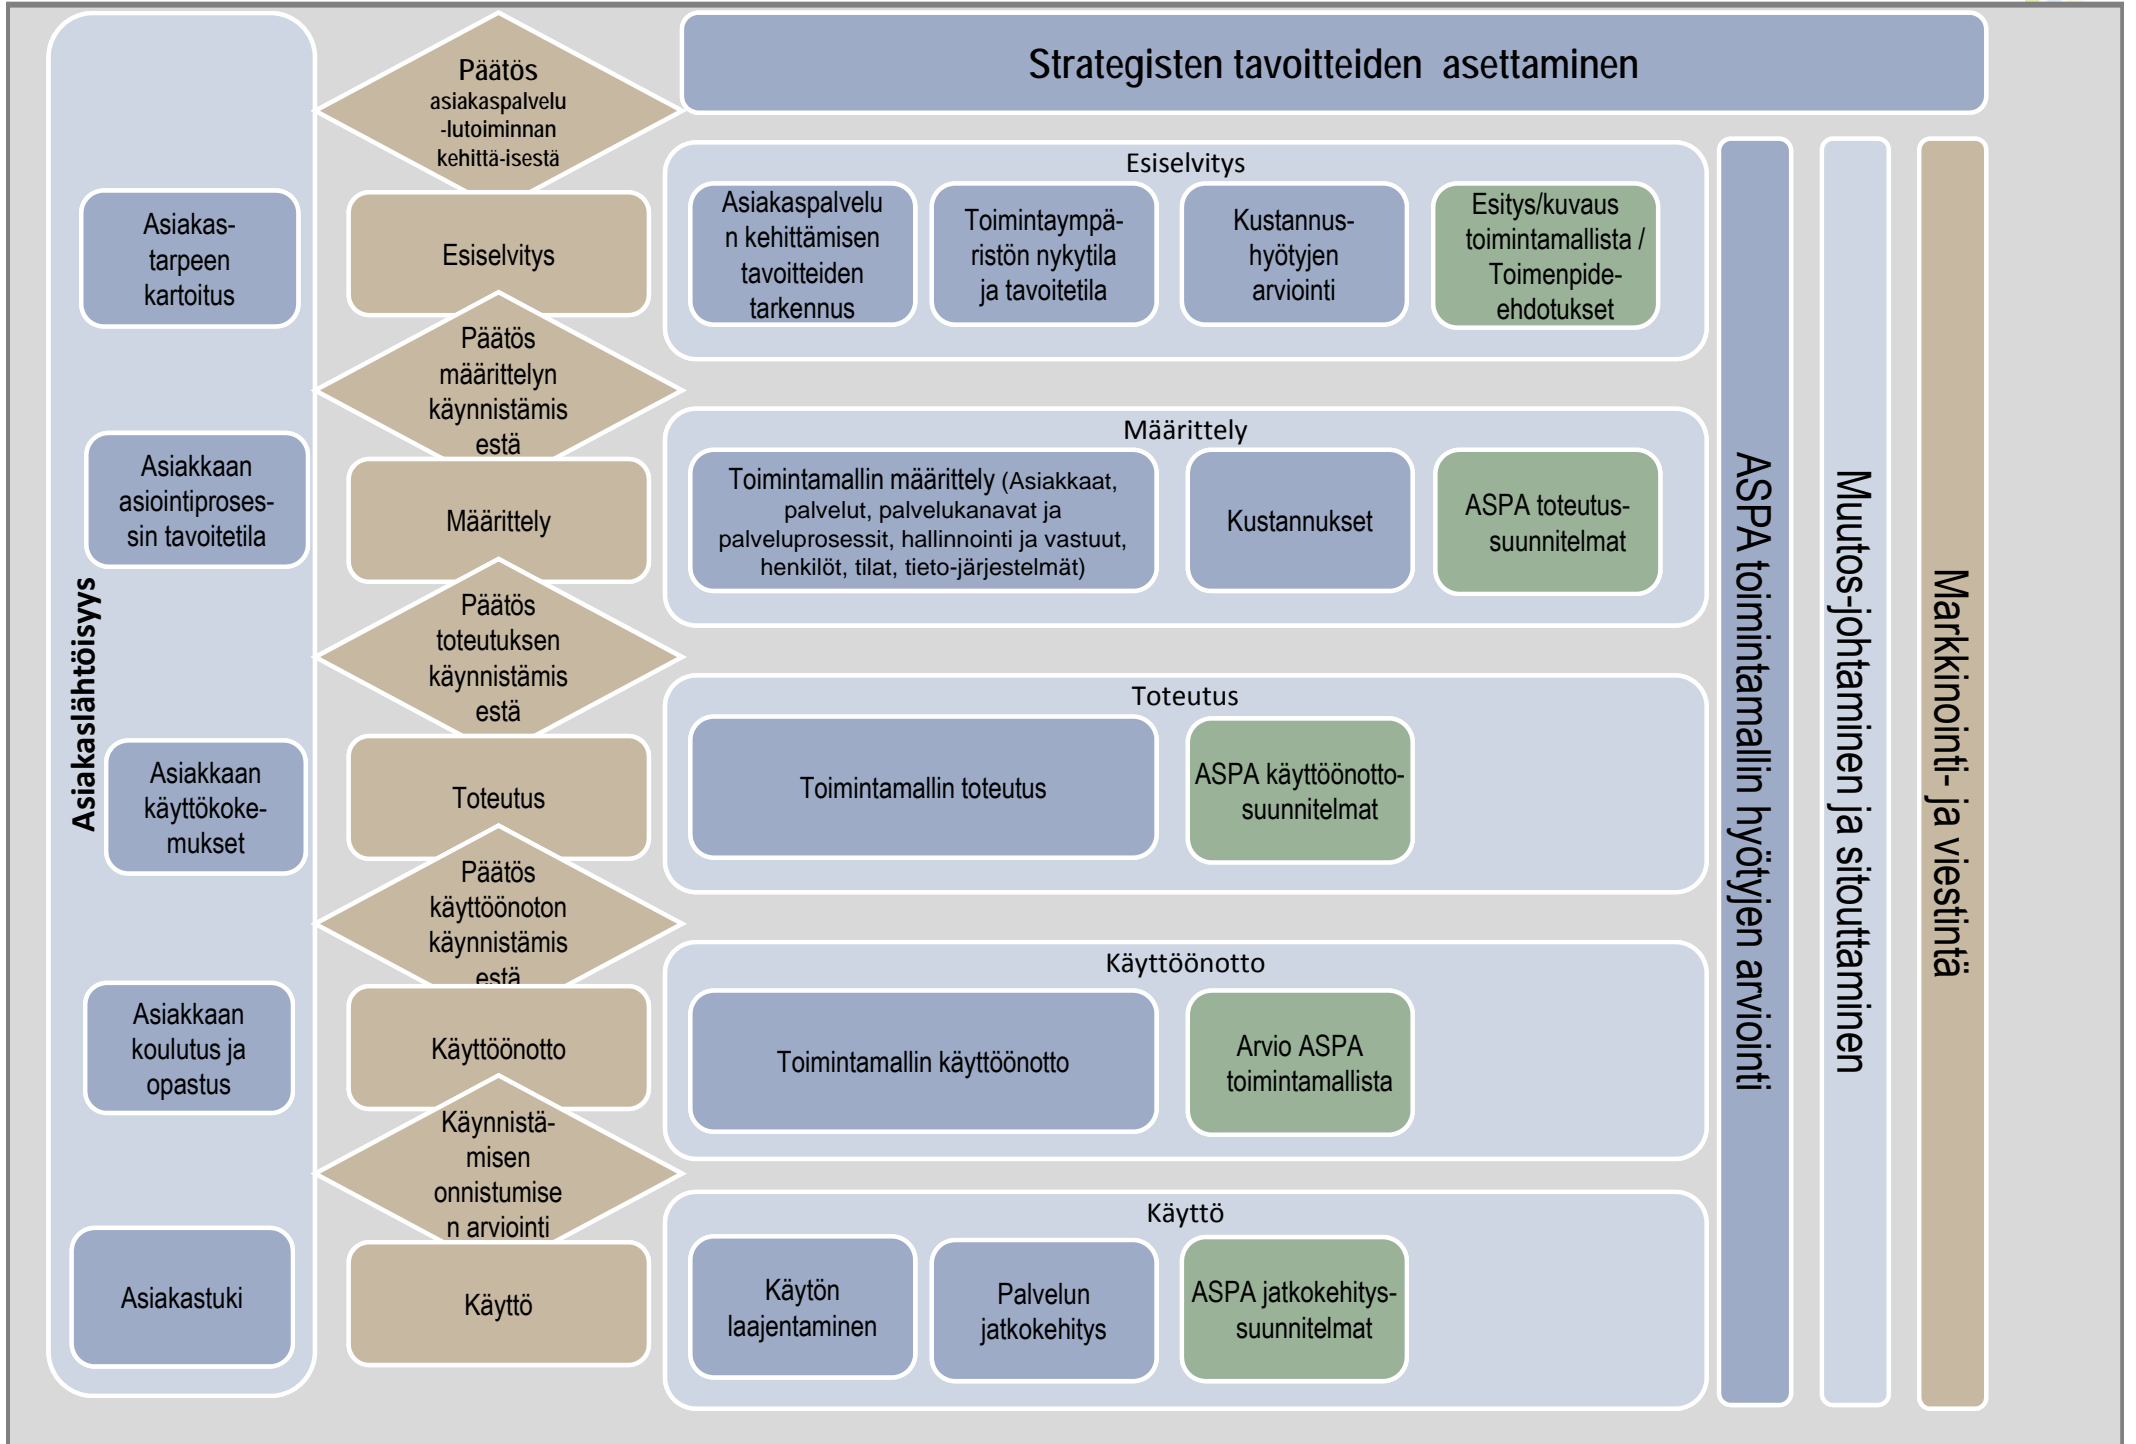 Strategisten tavoitteiden asettaminen
Päätös
asiakaspalvelu
-lutoiminnan
kehittä-isestä
Asiakaslähtöisyys
Asiakas-
tarpeen
kartoitus
Esiselvitys
Esiselvitys
Asiakaspalvelu
n kehittämisen
tavoitteiden
tarkennus
Toimintaympä-
ristön nykytila
ja tavoitetila
Kustannus-
hyötyjen
arviointi
Esitys/kuvaus
toimintamallista /
Toimenpide-
ehdotukset
Päätös
määrittelyn
käynnistämis
estä
Asiakkaan
asiointiproses-
sin tavoitetila
Määrittely
Määrittely
Toimintamallin määrittely (Asiakkaat,
palvelut, palvelukanavat ja
palveluprosessit, hallinnointi ja vastuut,
henkilöt, tilat, tieto-järjestelmät)
Kustannukset
ASPA toteutus-
suunnitelmat
Päätös
toteutuksen
käynnistämis
estä
Asiakkaan
käyttökoke-
mukset
Toteutus
Toteutus
Toimintamallin toteutus
ASPA käyttöönotto-
suunnitelmat
Päätös
käyttöönoton
käynnistämis
estä
Asiakkaan
koulutus ja
opastus
Käyttöönotto
Käyttöönotto
Toimintamallin käyttöönotto
Arvio ASPA
toimintamallista
Käynnistä-
misen
onnistumise
n arviointi
Asiakastuki
Käyttö
Käyttö
Käytön
laajentaminen
Palvelun
jatkokehitys
ASPA jatkokehitys-
suunnitelmat
ASPA toimintamallin hyötyjen arviointi
Muutos-johtaminen ja sitouttaminen
Markkinointi- ja viestintä